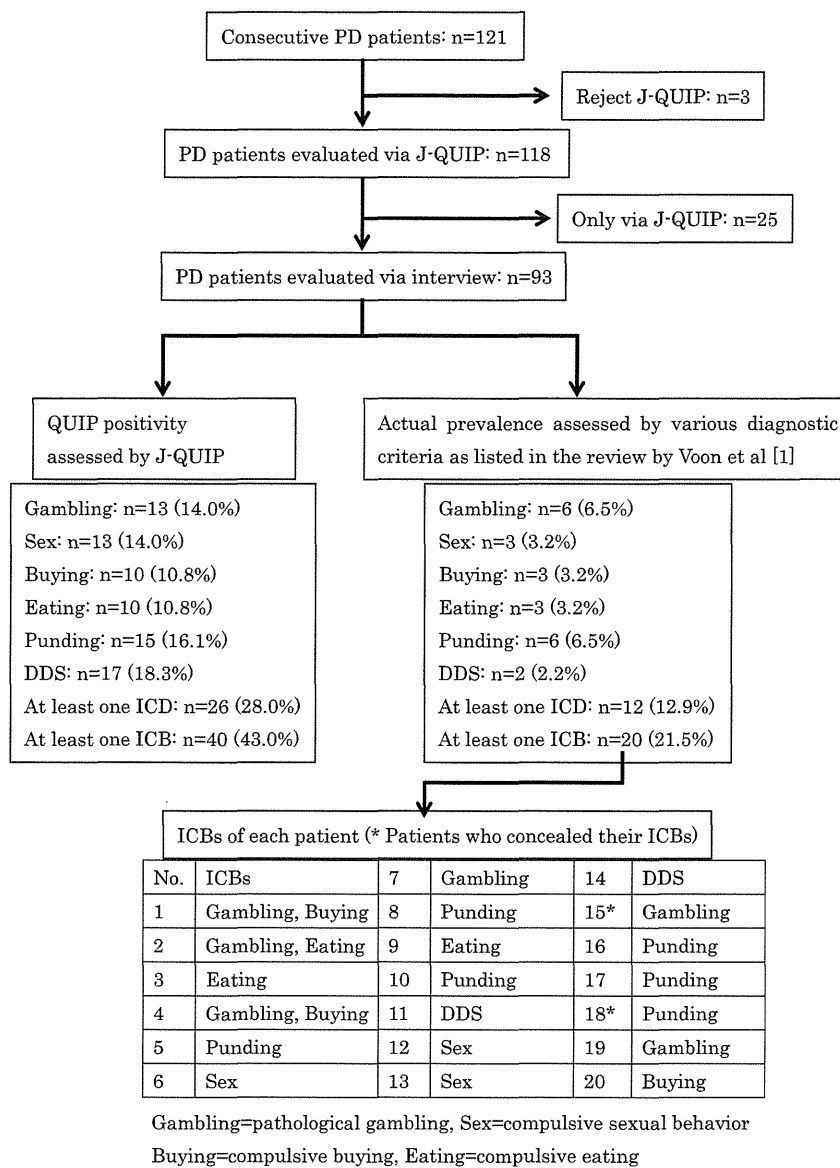 Consecutive PD patients: n=121
Reject J-QUIP: n=3
PD patients evaluated via J-QUIP: n=118
Only via J-QUIP: n=25
PD patients evaluated via interview: n=93
QUIP positivity
assessed by J-QUIP
Gambling: n=13 (14.0%)
Sex: n=13 (14.0%)
Buying: n=10 (10.8%)
Eating: n=10 (10.8%)
Punding: n=15 (16.1%)
DDS: n=17 (18.3%)
At least one ICD: n=26 (28.0%)
At least one ICB: n=40 (43.0%)
Actual prevalence assessed by various diagnostic
criteria as listed in the review by Voon et al [1]
Gambling: n=6 (6.5%)
Sex: n=3 (3.2%)
Buying: n=3 (3.2%)
Eating: n=3 (3.2%)
Punding: n=6 (6.5%)
DDS: n=2 (2.2%)
At least one ICD: n=12 (12.9%)
At least one ICB: n=20 (21.5%)
ICBs of each patient (* Patients who concealed their ICBs)
No. ICBs 7 Gambling 14 DDS
1 Gambling, Buying 8 Punding 15* Gambling
2 Gambling, Eating 9 Eating 16 Punding
3 Eating 10 Punding 17 Punding
4 Gambling, Buying 11 DDS 18* Punding
5 Punding 12 Sex 19 Gambling
6 Sex 13 Sex 20 Buying
Gambling=pathological gambling, Sex=compulsive sexual behavior
Buying=compulsive buying, Eating=compulsive eating